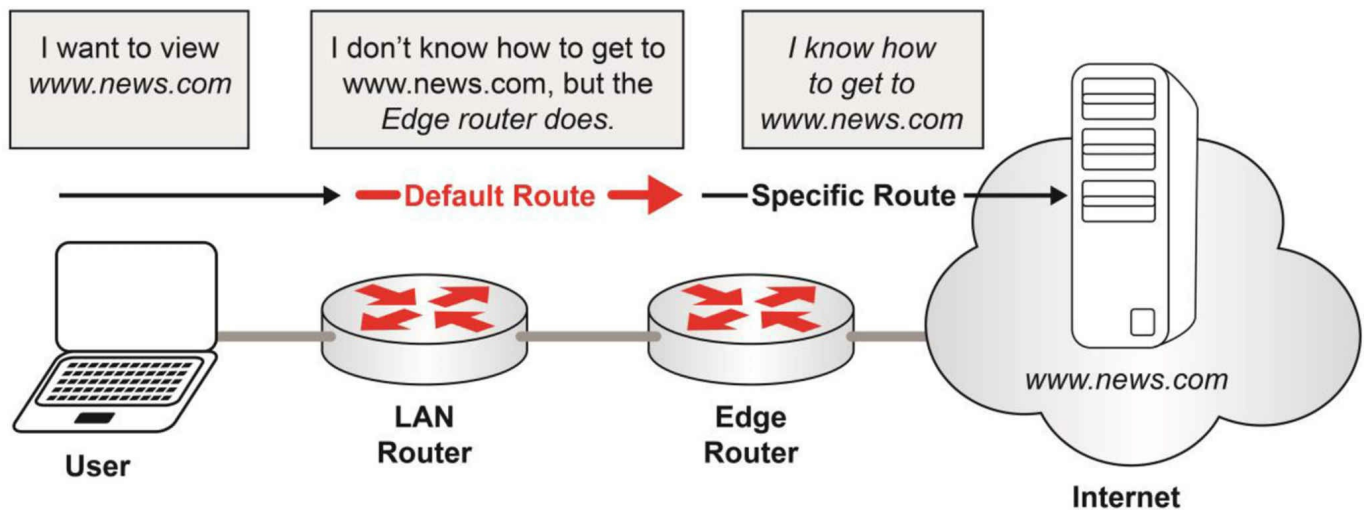 I want to view
www.news.com
I don’t know how to get to
www.news.com, but the
Edge router does.
I know how
to get to
www.news.com
Default Route
Specific Route
www.news.com
User
LAN
Router
Edge
Router
Internet